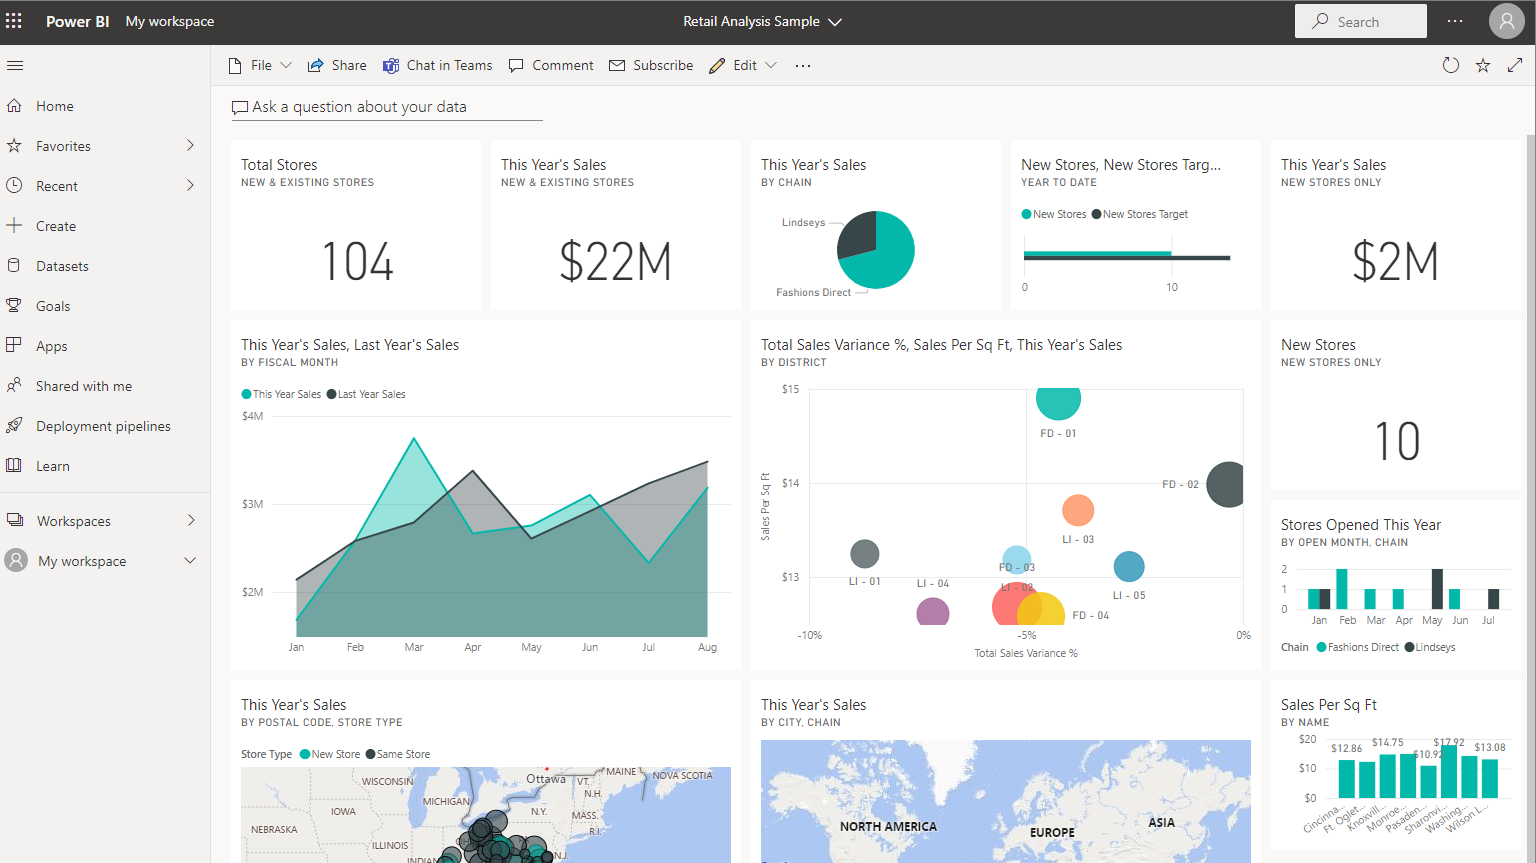 Power BI My workspace
Retail Analysis Sample
Search
File Share Chat in Teams Comment Subscribe Edit
Home
Favorites
Recent
Create
Datasets
Goals
Apps
Shared with me
Deployment pipelines
Learn
Workspaces
My workspace
Ask a question about your data
Total Stores
NEW & EXISTING STORES
104
This Year's Sales
NEW & EXISTING STORES
$22M
This Year's Sales
BY CHAIN
Lindseys
Fashions Direct
New Stores, New Stores Targ...
YEAR TO DATE
New Stores New Stores Target
0 10
This Year's Sales
NEW STORES ONLY
$2M
This Year's Sales, Last Year's Sales
BY FISCAL MONTH
This Year Sales Last Year Sales
$4M
$3M
$2M
Jan Feb Mar Apr May Jun Jul Aug
Total Sales Variance %, Sales Per Sq Ft, This Year's Sales
BY DISTRICT
Sales Per Sq Ft
$15
FD - 01
$14
FD - 02
LI - 03
LI - 01
FD - 03
$13
LI - 04
LI - 02
LI - 05
FD - 04
-10% -5% 0%
Total Sales Variance %
New Stores
NEW STORES ONLY
10
Stores Opened This Year
BY OPEN MONTH, CHAIN
2
1
0
Jan Feb Mar Apr May Jun Jul
Chain Fashions Direct Lindseys
This Year's Sales
BY POSTAL CODE, STORE TYPE
Store Type New Store Same Store
Ottawa
MAINE
NOVA SCOTIA
WISCONSIN
VT.
N.H.
MICHIGAN
IOWA
N.Y.
MASS.
NEBRASKA
R.I.
ILLINOIS
N.J.
This Year's Sales
BY CITY, CHAIN
NORTH AMERICA
EUROPE
ASIA
Sales Per Sq Ft
BY NAME
$20
$12.86 $14.75 $10.92 $17.92 $13.08
$10
$0
Cincinna... Ft. Oglet... Knoxvill... Monroe... Pasaden... Sharonvi... Washing... Wilson L...